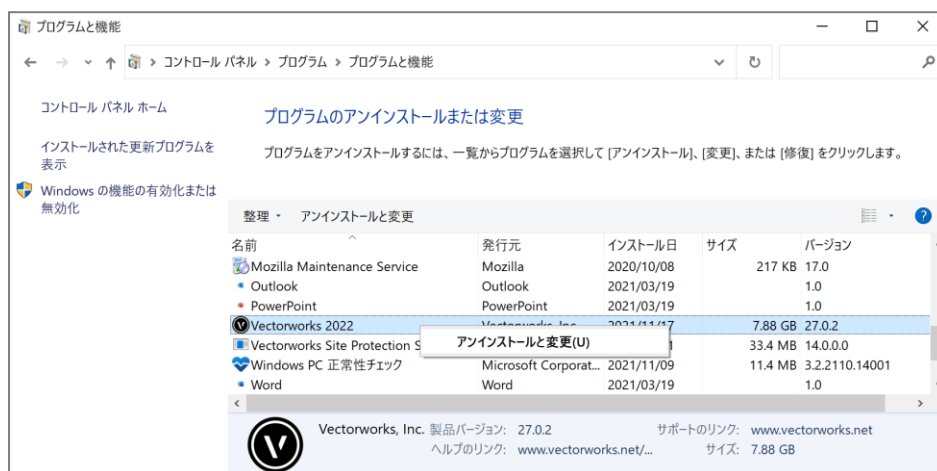 プログラムと機能
コントロール パネル > プログラム > プログラムと機能
コントロール パネル ホーム
インストールされた更新プログラムを
表示
Windows の機能の有効化または
無効化
プログラムのアンインストールまたは変更
プログラムをアンインストールするには、一覧からプログラムを選択して [アンインストール]、[変更]、または [修復] をクリックします。
整理 アンインストールと変更
名前 発行元 インストール日 サイズ バージョン
Mozilla Maintenance Service Mozilla 2020/10/08 217 KB 17.0
Outlook Outlook 2021/03/19 1.0
PowerPoint PowerPoint 2021/03/19 1.0
Vectorworks 2022 Vectorworks, Inc. 2021/11/17 7.88 GB 27.0.2
アンインストールと変更(U)
Vectorworks Site Protection S 1 33.4 MB 14.0.0.0
Windows PC 正常性チェック Microsoft Corporat... 2021/11/09 11.4 MB 3.2.2110.14001
Word Word 2021/03/19 1.0
Vectorworks, Inc. 製品バージョン: 27.0.2 サポートのリンク: www.vectorworks.net
ヘルプのリンク: www.vectorworks.net/... サイズ: 7.88 GB